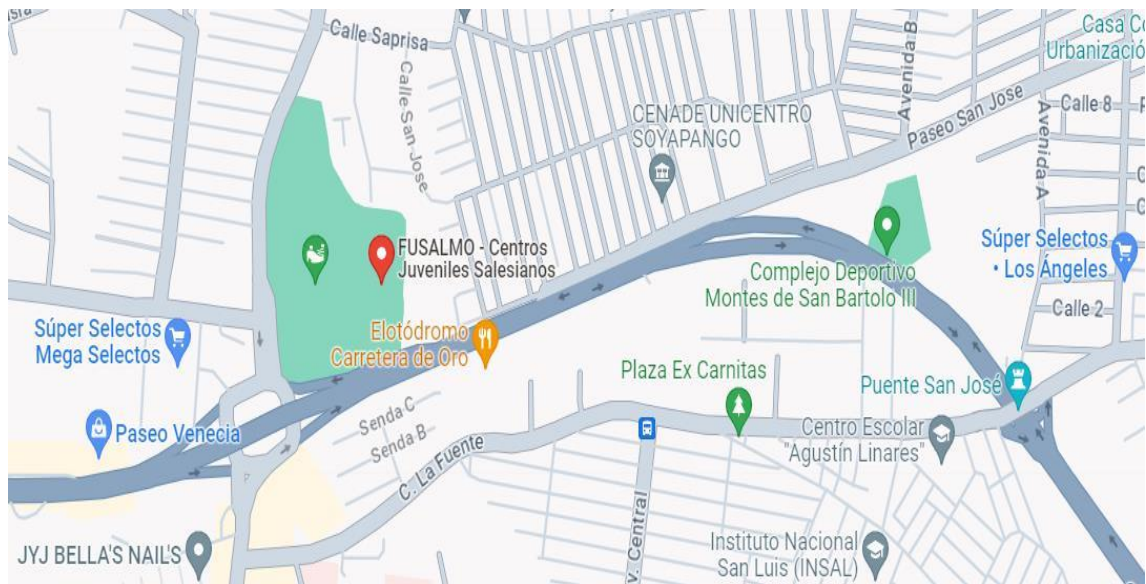 Calle Saprisa
Calle San Jose
CENADE UNICENTRO
SOYAPANGO
Avenida B
Paseo San Jose
Casa Co
Urbanizació
Calle 8
Avenida A
FUSALMO - Centros
Juveniles Salesianos
Súper Selectos
• Los Ángeles
Complejo Deportivo
Montes de San Bartolo III
Calle 2
Súper Selectos
Mega Selectos
Elotódromo
Carretera de Oro
Plaza Ex Carnitas
Puente San José
Paseo Venecia
Senda C
Senda B
C. La Fuente
Centro Escolar
"Agustín Linares"
v. Central
JYJ BELLA'S NAIL'S
Instituto Nacional
San Luis (INSAL)